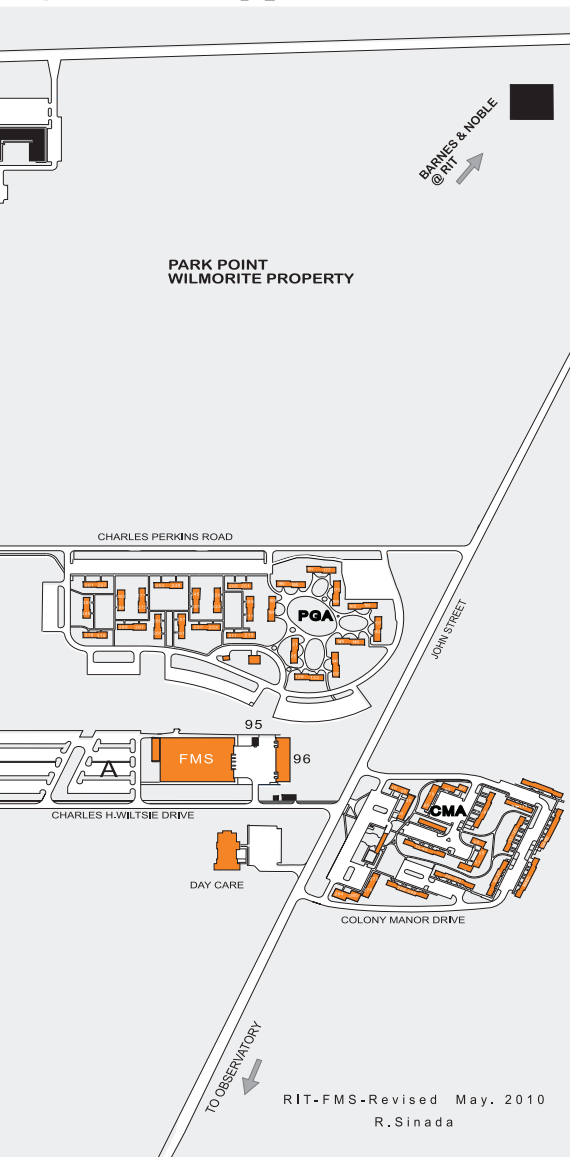 BARNES & NOBLE
@ RIT
PARK POINT
WILMORITE PROPERTY
CHARLES PERKINS ROAD
PGA
JOHN STREET
95
FMS
96
A
CMA
CHARLES H.WILTSIE DRIVE
DAY CARE
COLONY MANOR DRIVE
TO OBSERVATORY
RIT-FMS-Revised May. 2010
R.Sinada